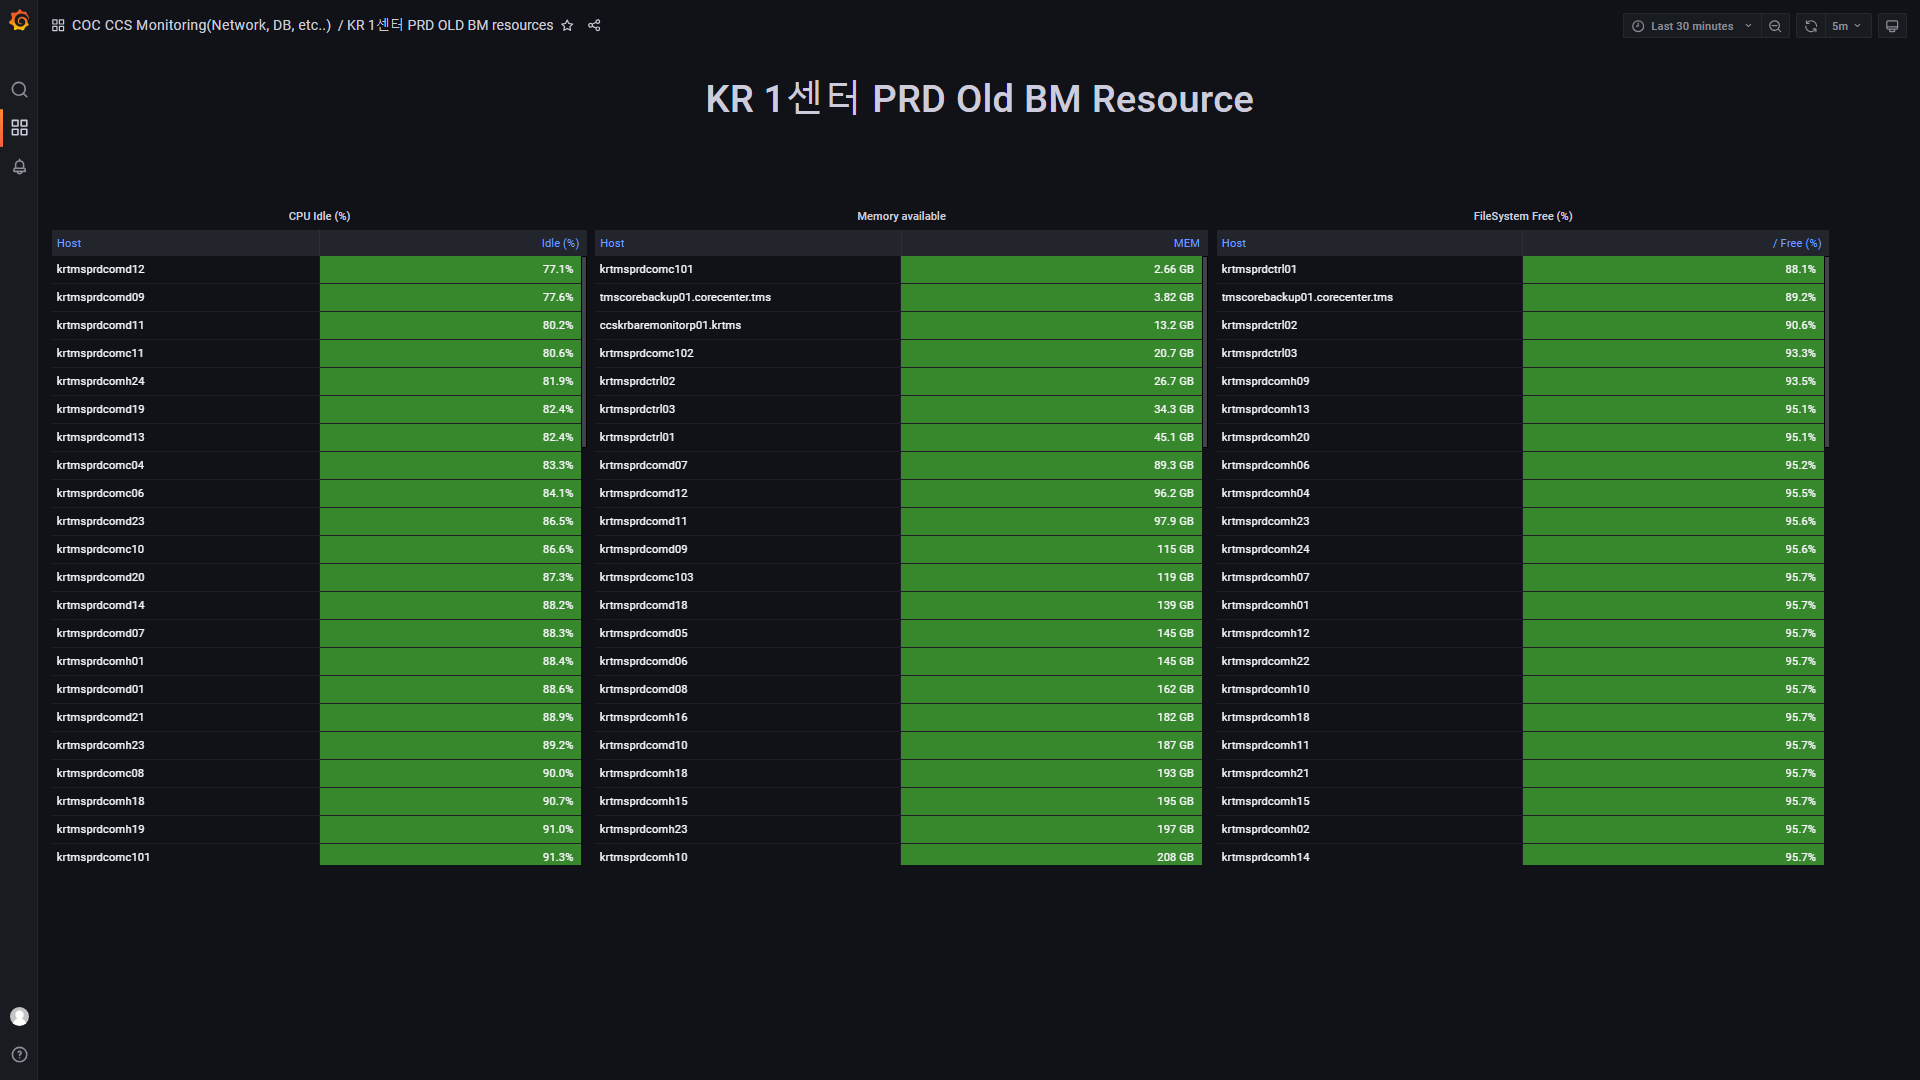 COC CCS Monitoring(Network, DB, etc..) / KR 1센터 PRD OLD BM resources
Last 30 minutes
5m
KR 1센터 PRD Old BM Resource
CPU Idle (%)
Host Idle (%)
krtmsprdcomd12 77.1%
krtmsprdcomd09 77.6%
krtmsprdcomd11 80.2%
krtmsprdcomc11 80.6%
krtmsprdcomh24 81.9%
krtmsprdcomd19 82.4%
krtmsprdcomd13 82.4%
krtmsprdcomc04 83.3%
krtmsprdcomc06 84.1%
krtmsprdcomd23 86.5%
krtmsprdcomc10 86.6%
krtmsprdcomd20 87.3%
krtmsprdcomd14 88.2%
krtmsprdcomd07 88.3%
krtmsprdcomh01 88.4%
krtmsprdcomd01 88.6%
krtmsprdcomd21 88.9%
krtmsprdcomh23 89.2%
krtmsprdcomc08 90.0%
krtmsprdcomh18 90.7%
krtmsprdcomh19 91.0%
krtmsprdcomc101 91.3%
Memory available
Host MEM
krtmsprdcomc101 2.66 GB
tmscorebackup01.corecenter.tms 3.82 GB
ccskrbaremonitorp01.krtms 13.2 GB
krtmsprdcomc102 20.7 GB
krtmsprdctrl02 26.7 GB
krtmsprdctrl03 34.3 GB
krtmsprdctrl01 45.1 GB
krtmsprdcomd07 89.3 GB
krtmsprdcomd12 96.2 GB
krtmsprdcomd11 97.9 GB
krtmsprdcomd09 115 GB
krtmsprdcomc103 119 GB
krtmsprdcomd18 139 GB
krtmsprdcomd05 145 GB
krtmsprdcomd06 145 GB
krtmsprdcomd08 162 GB
krtmsprdcomh16 182 GB
krtmsprdcomd10 187 GB
krtmsprdcomh18 193 GB
krtmsprdcomh15 195 GB
krtmsprdcomh23 197 GB
krtmsprdcomh10 208 GB
FileSystem Free (%)
Host / Free (%)
krtmsprdctrl01 88.1%
tmscorebackup01.corecenter.tms 89.2%
krtmsprdctrl02 90.6%
krtmsprdctrl03 93.3%
krtmsprdcomh09 93.5%
krtmsprdcomh13 95.1%
krtmsprdcomh20 95.1%
krtmsprdcomh06 95.2%
krtmsprdcomh04 95.5%
krtmsprdcomh23 95.6%
krtmsprdcomh24 95.6%
krtmsprdcomh07 95.7%
krtmsprdcomh01 95.7%
krtmsprdcomh12 95.7%
krtmsprdcomh22 95.7%
krtmsprdcomh10 95.7%
krtmsprdcomh18 95.7%
krtmsprdcomh11 95.7%
krtmsprdcomh21 95.7%
krtmsprdcomh15 95.7%
krtmsprdcomh02 95.7%
krtmsprdcomh14 95.7%